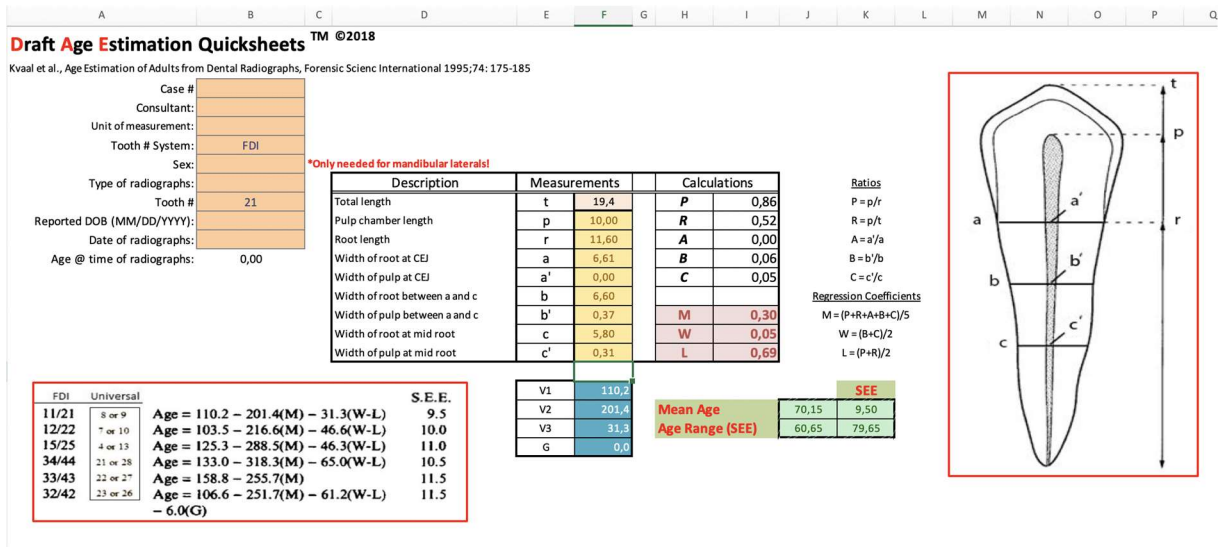 A B C D E F G H I J K L M N O P Q
Draft Age Estimation Quicksheets TM ©2018
Kvaal et al., Age Estimation of Adults from Dental Radiographs, Forensic Scienc International 1995;74: 175-185
Case #
Consultant:
Unit of measurement:
Tooth # System: FDI
Sex: *Only needed for mandibular laterals!
Type of radiographs:
Tooth # 21
Reported DOB (MM/DD/YYYY):
Date of radiographs:
Age @ time of radiographs: 0,00
Description Measurements Calculations Ratios
Total length t 19,4 P 0,86 P = p/r
Pulp chamber length p 10,00 R 0,52 R = p/t
Root length r 11,60 A 0,00 A = a'/a
Width of root at CEJ a 6,61 B 0,06 B = b'/b
Width of pulp at CEJ a' 0,00 C 0,05 C = c'/c
Width of root between a and c b 6,60 Regression Coefficients
Width of pulp between a and c b' 0,37 M 0,30 M = (P+R+A+B+C)/5
Width of root at mid root c 5,80 W 0,05 W = (B+C)/2
Width of pulp at mid root c' 0,31 L 0,69 L = (P+R)/2
FDI Universal S.E.E.
11/21 8 or 9 Age = 110.2 – 201.4(M) – 31.3(W-L) 9.5
12/22 7 or 10 Age = 103.5 – 216.6(M) – 46.6(W-L) 10.0
15/25 4 or 13 Age = 125.3 – 288.5(M) – 46.3(W-L) 11.0
34/44 21 or 28 Age = 133.0 – 318.3(M) – 65.0(W-L) 10.5
33/43 22 or 27 Age = 158.8 – 255.7(M) 11.5
32/42 23 or 26 Age = 106.6 – 251.7(M) – 61.2(W-L) 11.5
– 6.0(G)
V1 110,2 SEE
V2 201,4 Mean Age 70,15 9,50
V3 31,3 Age Range (SEE) 60,65 79,65
G 0,0
t
p
a a' r
b b'
c c'